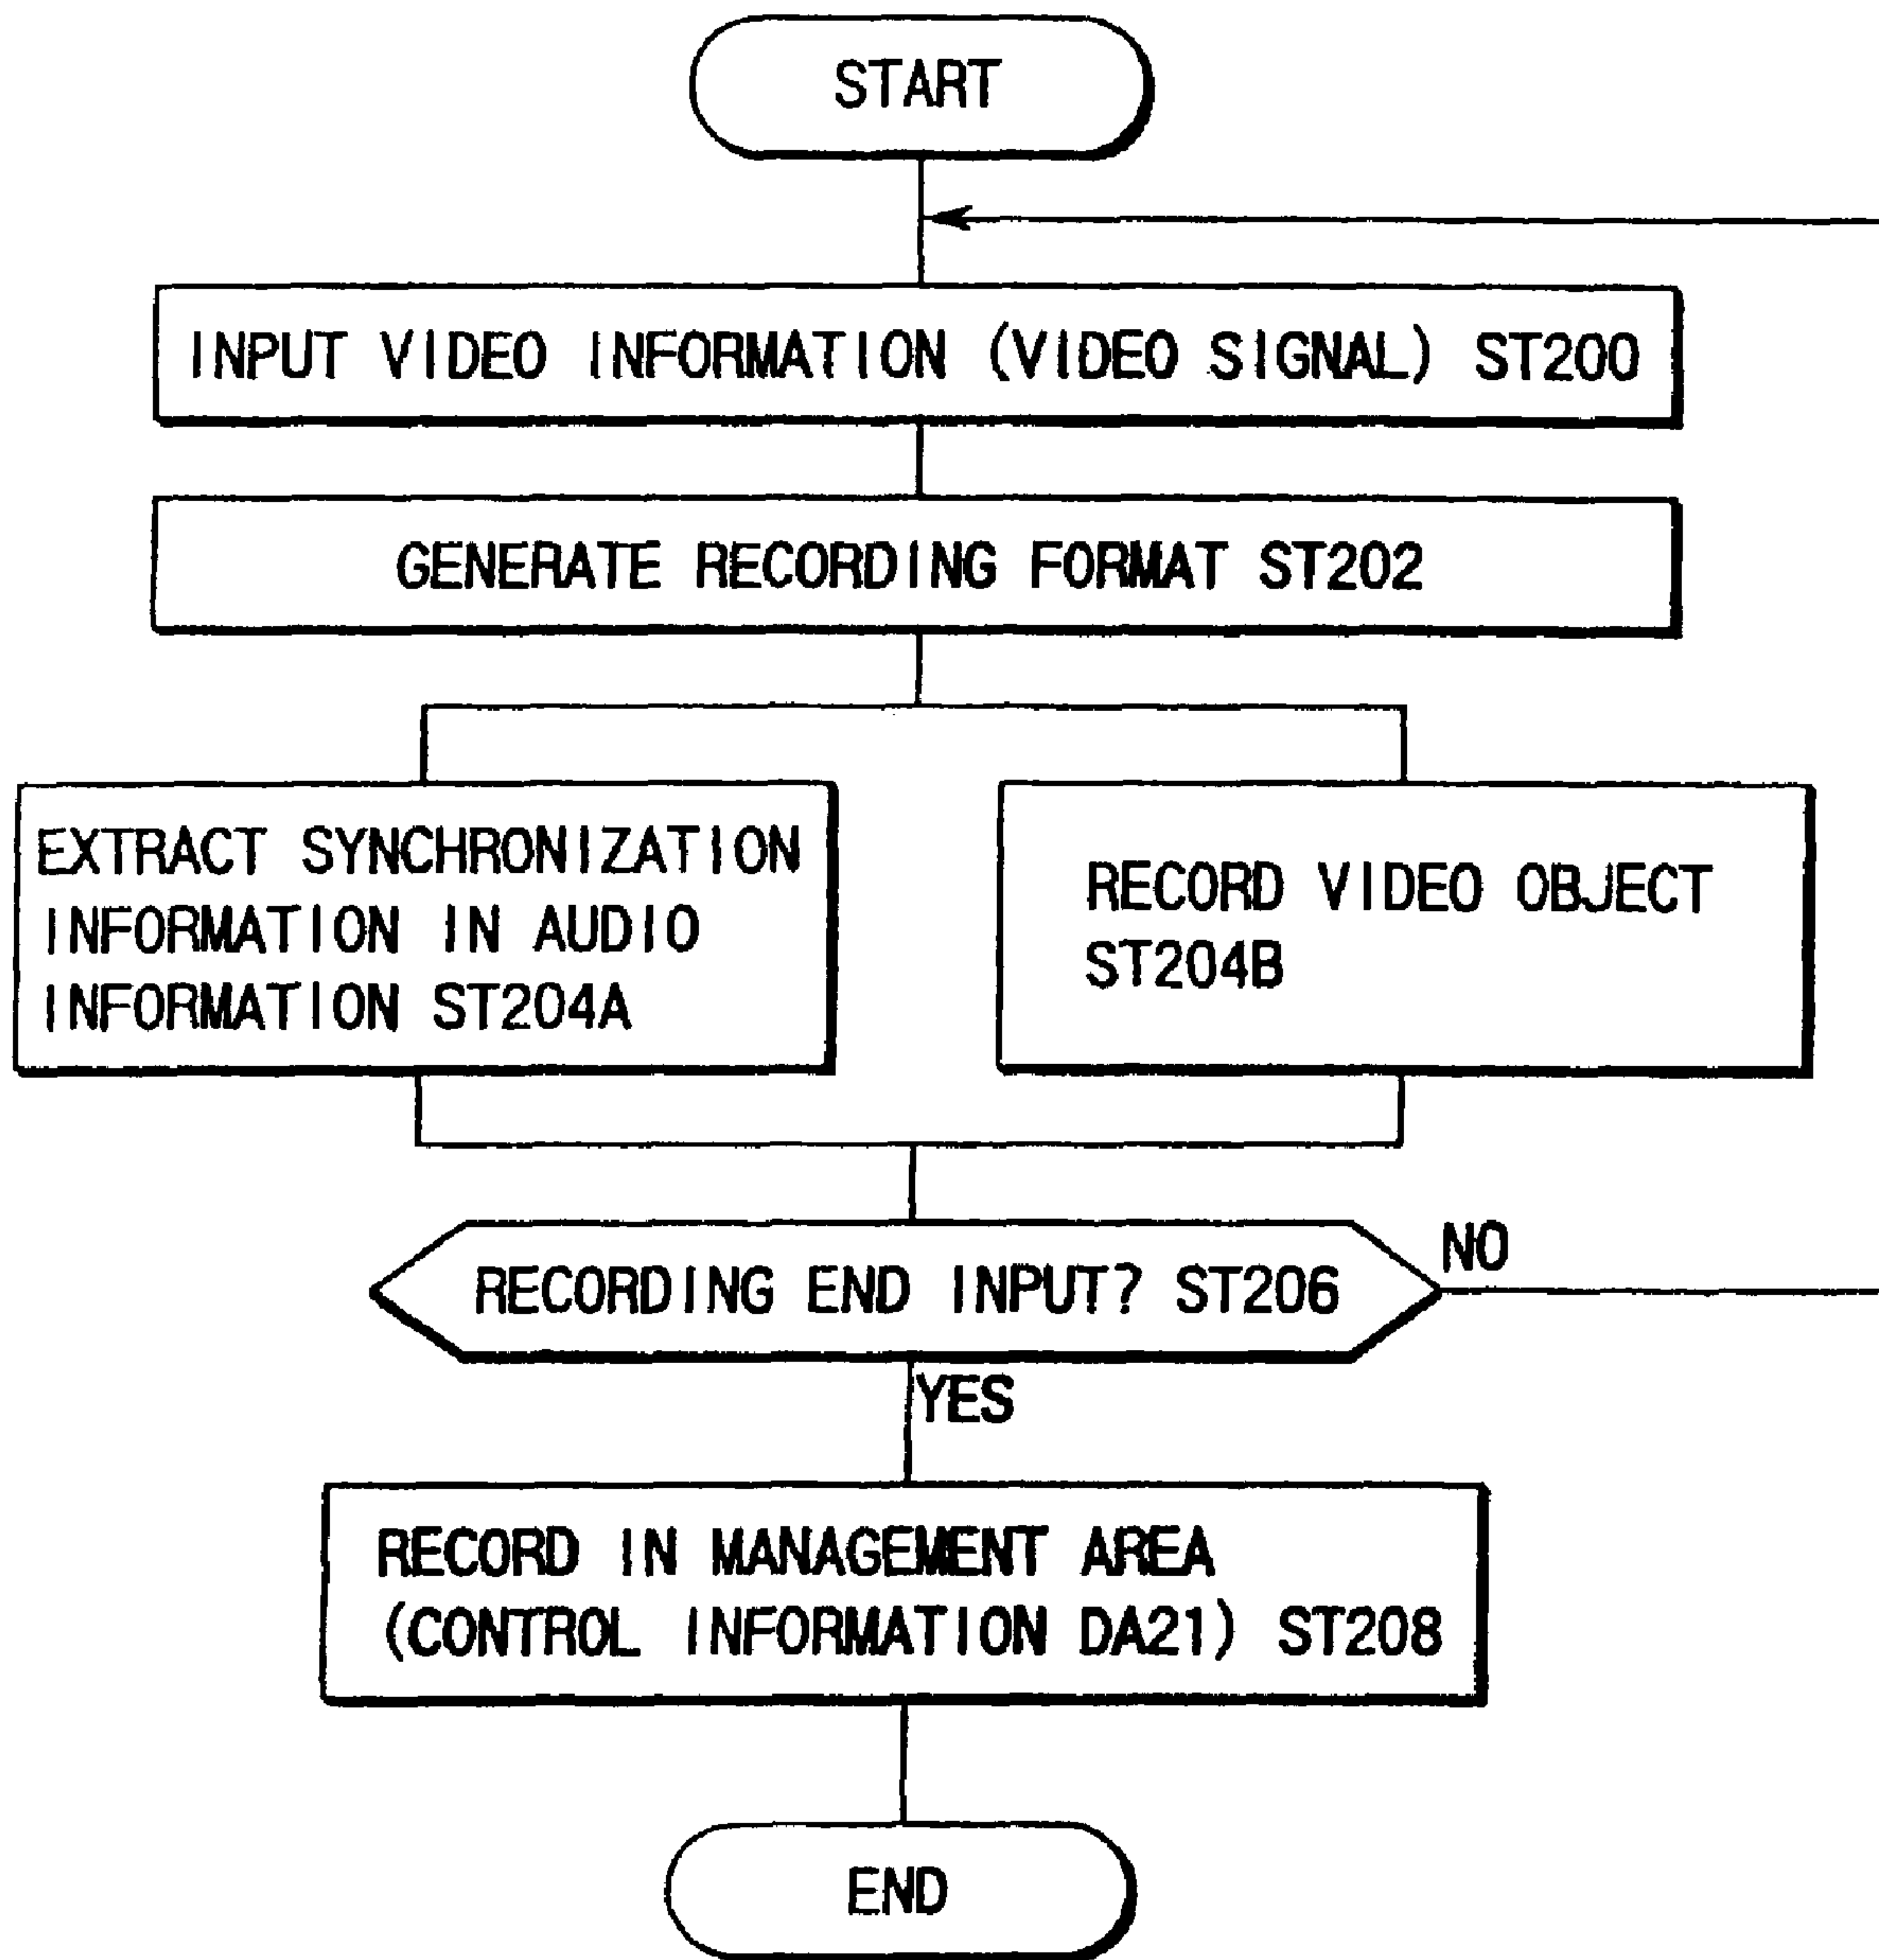 START
INPUT VIDEO INFORMATION (VIDEO SIGNAL) ST200
GENERATE RECORDING FORMAT ST202
EXTRACT SYNCHRONIZATION
INFORMATION IN AUDIO
INFORMATION ST204A
RECORD VIDEO OBJECT
ST204B
RECORDING END INPUT? ST206
NO
YES
RECORD IN MANAGEMENT AREA
(CONTROL INFORMATION DA21) ST208
END